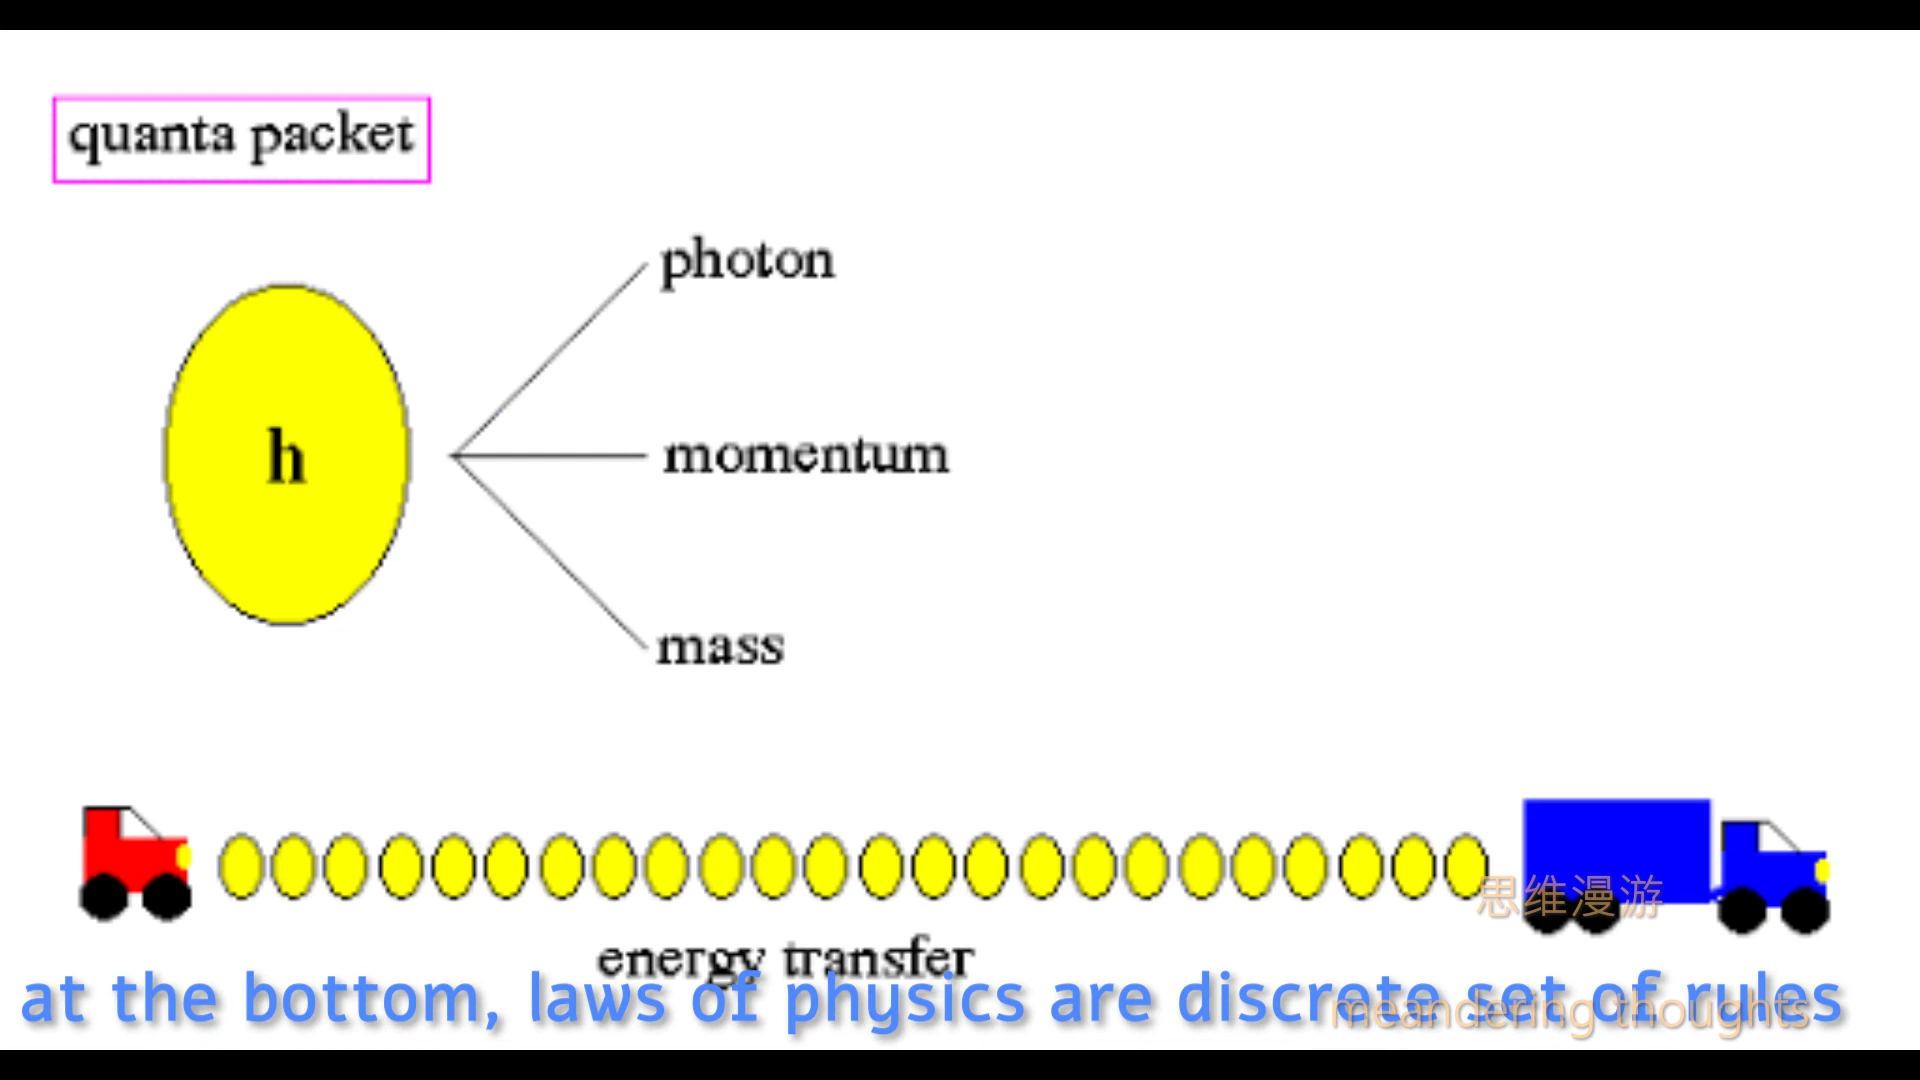 quanta packet
photon
h
momentum
mass
思维漫游
energy transfer
at the bottom, laws of physics are discrete set of rules
meandering thoughts